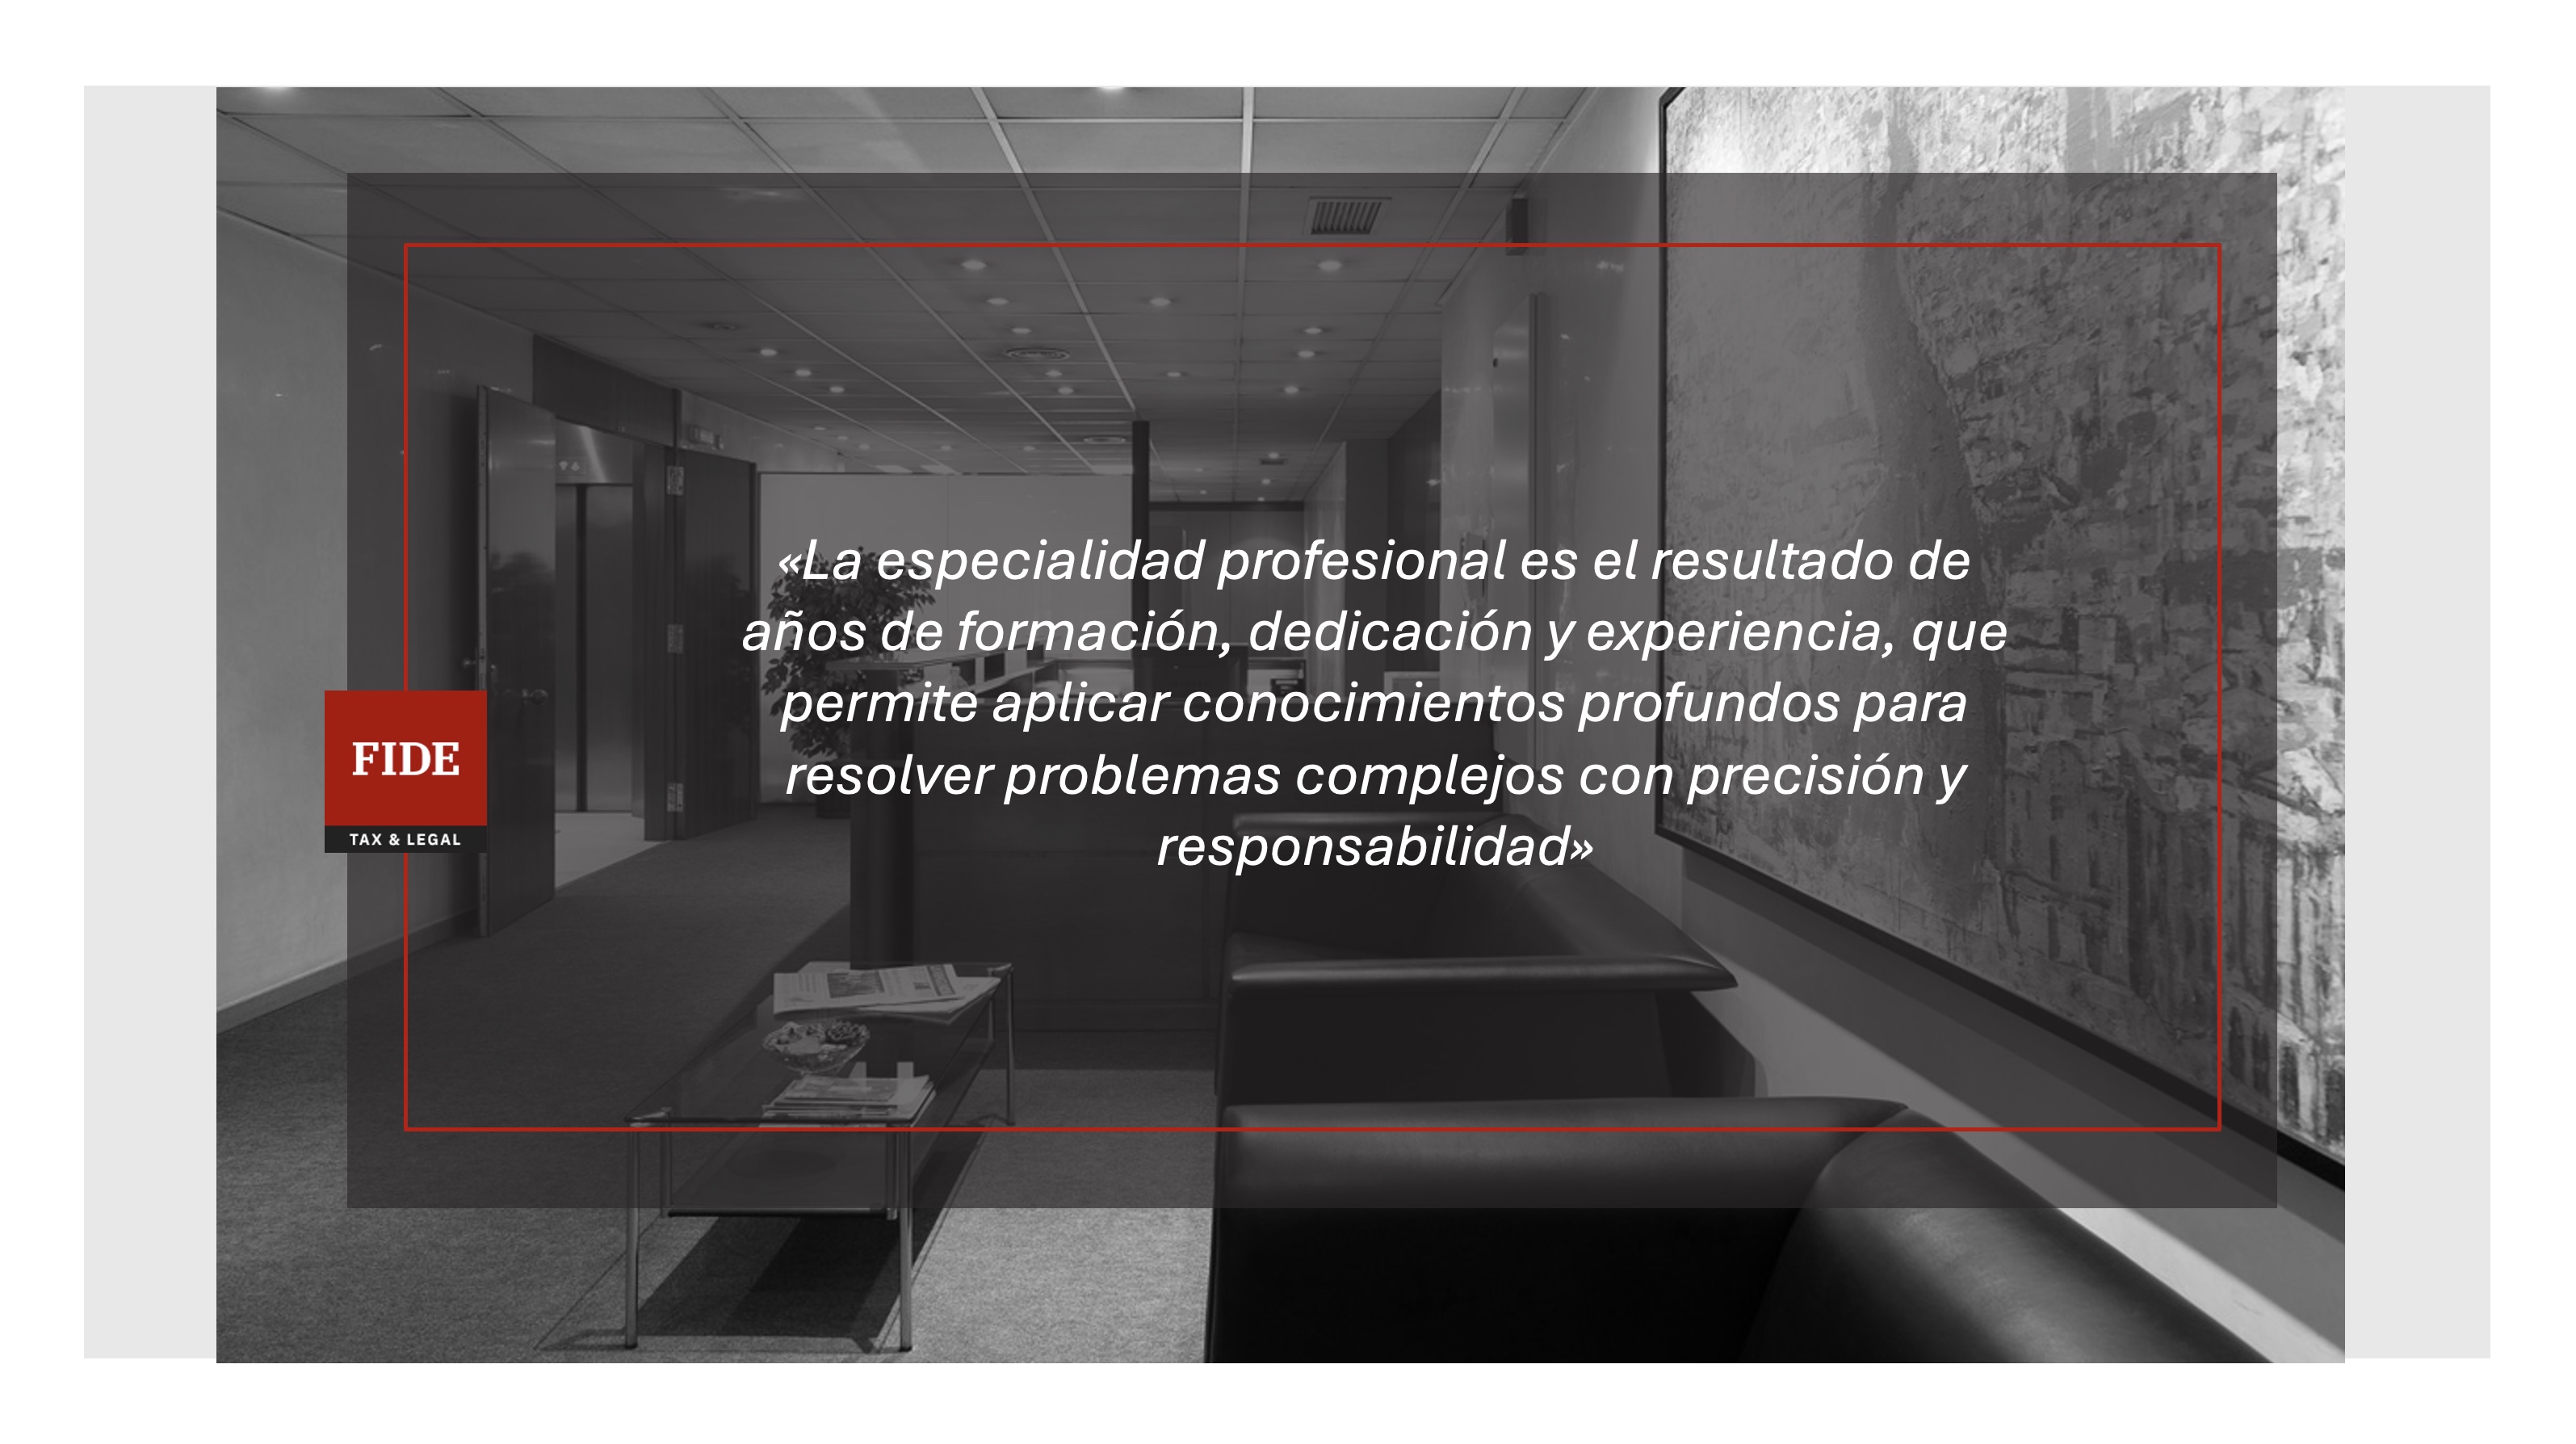 «La especialidad profesional es el resultado de
años de formación, dedicación y experiencia, que
permite aplicar conocimientos profundos para
resolver problemas complejos con precisión y
responsabilidad»
FIDE
TAX & LEGAL